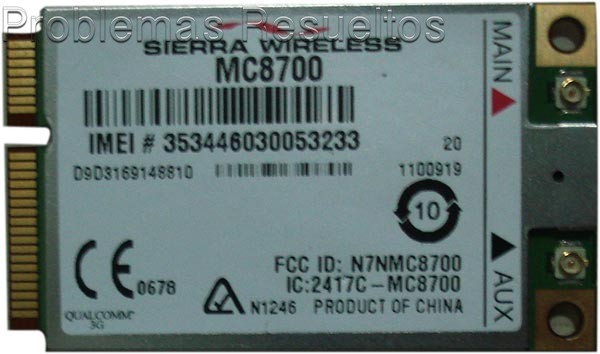 Problemas Resueltos
SIERRA WIRELESS
MC8700
MAIN
IMEI # 353446030053233
20
D9D3169148810
1100919
10
CE 0678
FCC ID: N7NMC8700
IC:2417C-MC8700
N1246 PRODUCT OF CHINA
AUX
QUALCOMM
3G